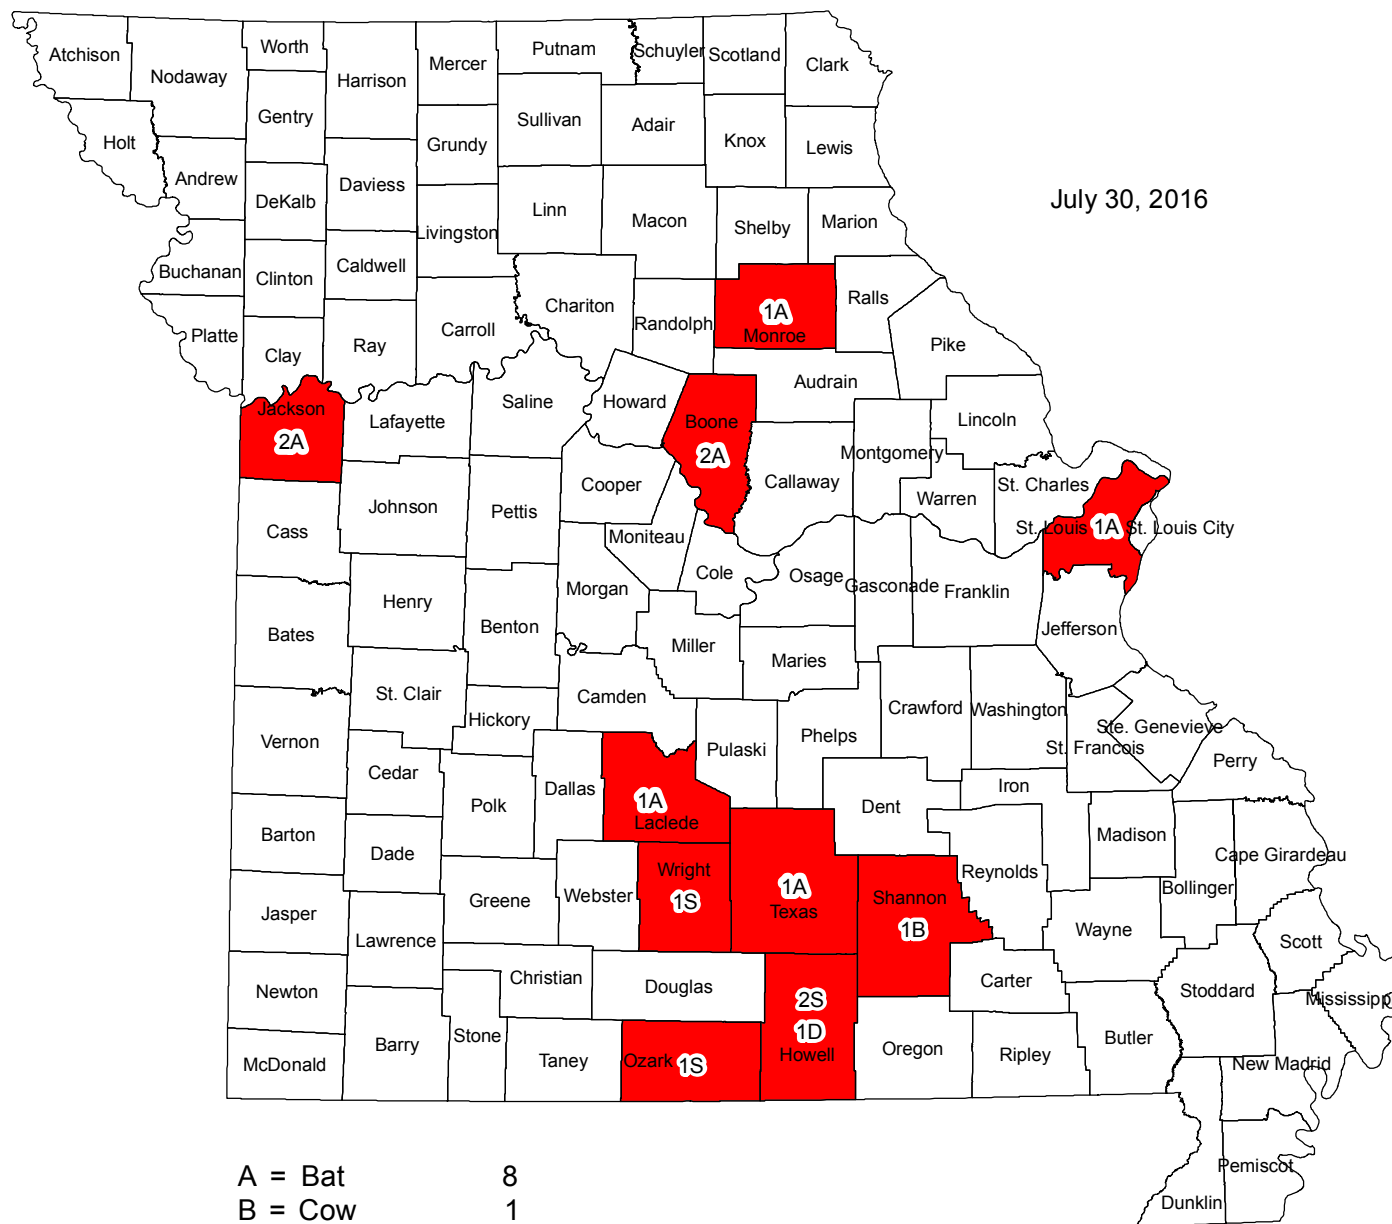 Atchison
Nodaway
Worth
Harrison
Mercer
Putnam
Schuyler
Scotland
Clark
Holt
Andrew
Gentry
DeKalb
Daviess
Grundy
Sullivan
Adair
Knox
Lewis
July 30, 2016
Buchanan
Clinton
Caldwell
Livingston
Linn
Macon
Shelby
Marion
Platte
Clay
Ray
Carroll
Chariton
Randolph
1A
Monroe
Ralls
Pike
Jackson
2A
Lafayette
Saline
Howard
Boone
2A
Audrain
Callaway
Montgomery
Lincoln
Warren
St. Charles
St. Louis
1A
St. Louis City
Cass
Johnson
Pettis
Cooper
Moniteau
Morgan
Cole
Osage
Gasconade
Franklin
Jefferson
Bates
Henry
Benton
Miller
Maries
Camden
St. Clair
Hickory
Vernon
Cedar
Polk
Dallas
1A
Laclede
Pulaski
Phelps
Crawford
Washington
St. Francois
Ste. Genevieve
Perry
Iron
Dent
Barton
Dade
Greene
Webster
Wright
1S
1A
Texas
Shannon
1B
Reynolds
Madison
Bollinger
Cape Girardeau
Jasper
Lawrence
Christian
Douglas
Wayne
Scott
Newton
2S
1D
Howell
Carter
Stoddard
Mississippi
McDonald
Barry
Stone
Taney
Ozark
1S
Oregon
Ripley
Butler
New Madrid
Pemiscot
Dunklin
A = Bat 8
B = Cow 1